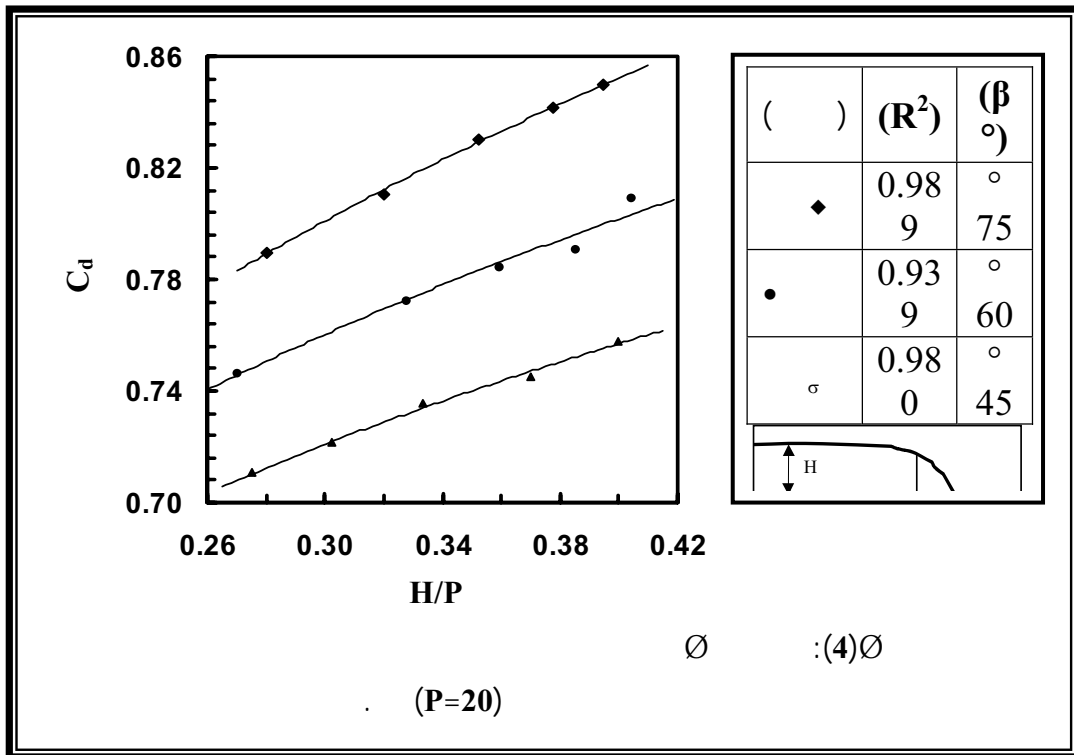 0.86
0.82
0.78
0.74
0.70
C_d
0.26 0.30 0.34 0.38 0.42
H/P
( ) (R²) (β
°)
0.98 °
9 75
0.93 °
9 60
σ 0.98 °
0 45
H
Ø :(4)Ø
. (P=20)